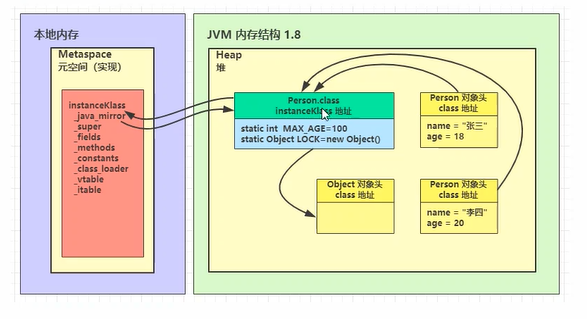 本地内存
Metaspace
元空间（实现）
instanceKlass
_java_mirror
_super
_fields
_methods
_constants
_class_loader
_vtable
_itable
JVM 内存结构 1.8
Heap
堆
Person.class
instanceKlass 地址
static int MAX_AGE=100
static Object LOCK=new Object()
Person 对象头
class 地址
name = "张三"
age = 18
Object 对象头
class 地址
Person 对象头
class 地址
name = "李四"
age = 20